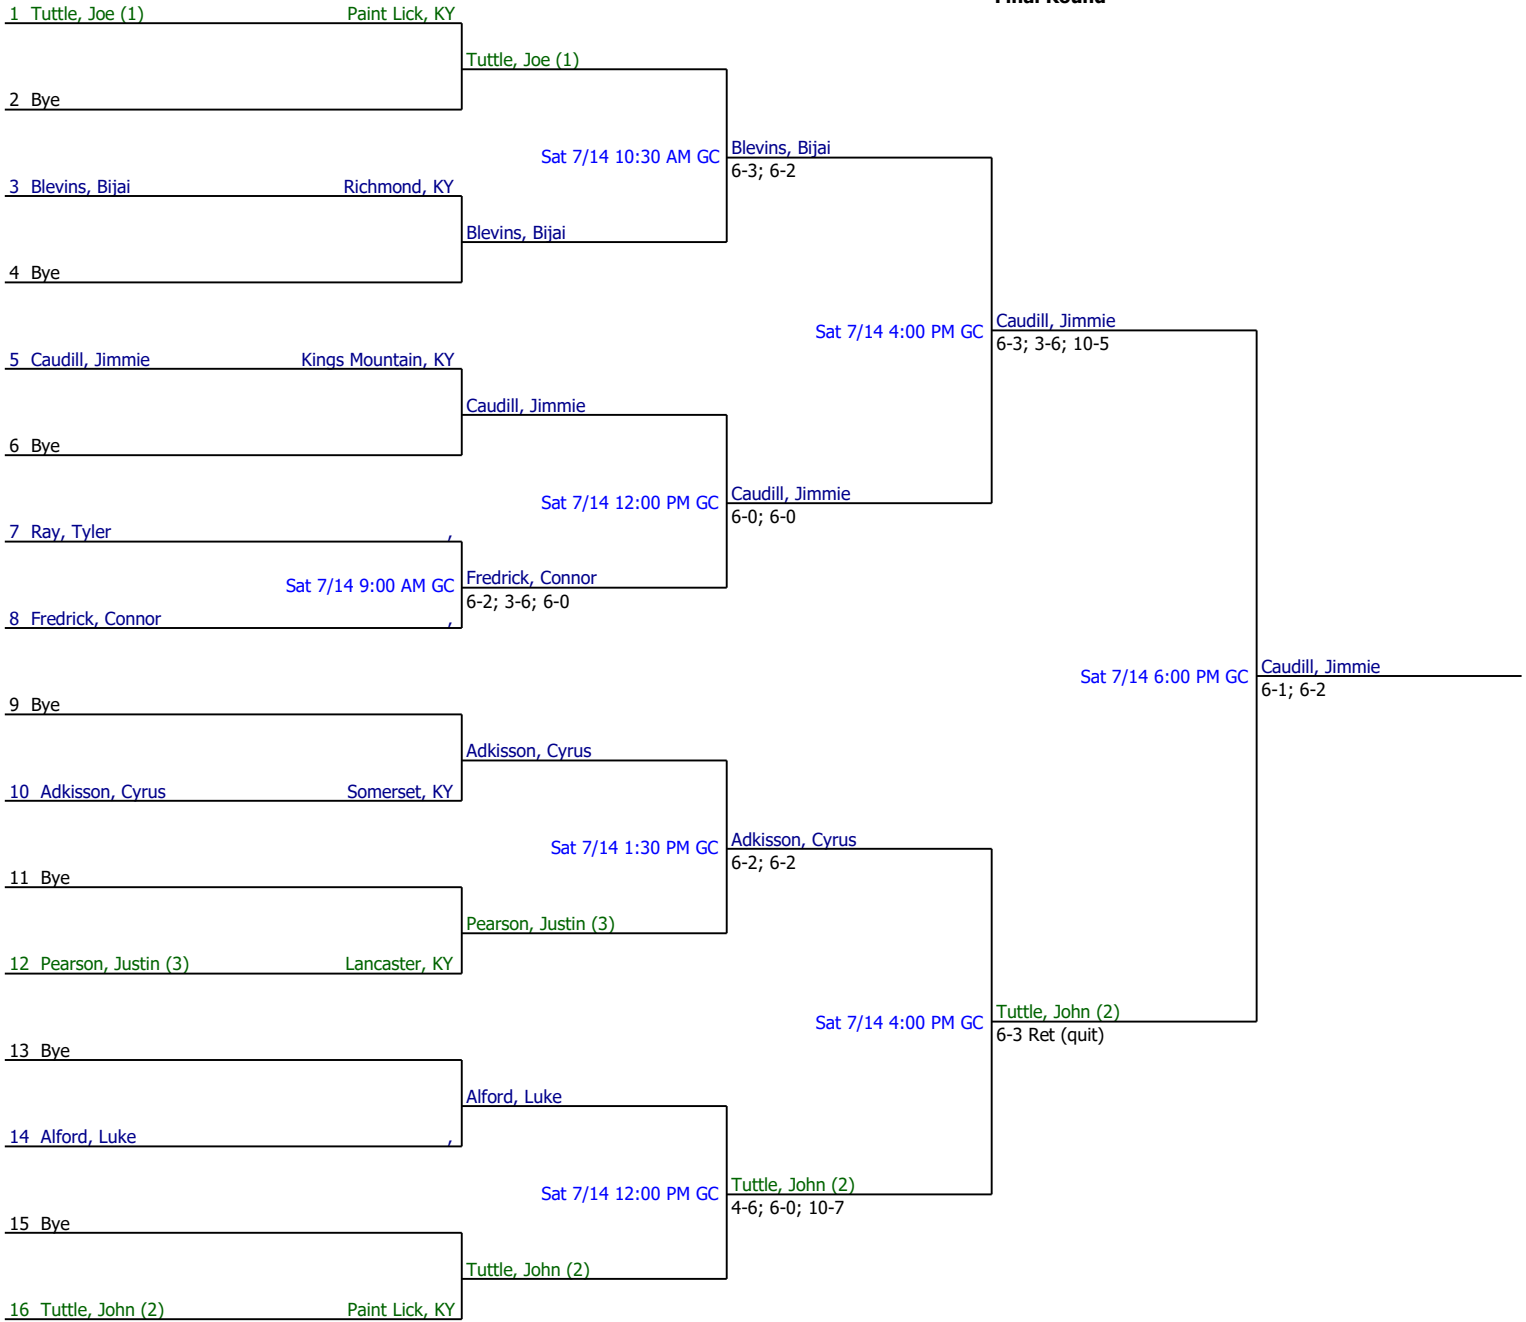 Final Round
1 Tuttle, Joe (1) Paint Lick, KY
Tuttle, Joe (1)
2 Bye
Sat 7/14 10:30 AM GC
Blevins, Bijai
6-3; 6-2
3 Blevins, Bijai Richmond, KY
Blevins, Bijai
4 Bye
Sat 7/14 4:00 PM GC
Caudill, Jimmie
6-3; 3-6; 10-5
5 Caudill, Jimmie Kings Mountain, KY
Caudill, Jimmie
6 Bye
Sat 7/14 12:00 PM GC
Caudill, Jimmie
6-0; 6-0
7 Ray, Tyler ,
Sat 7/14 9:00 AM GC
Fredrick, Connor
6-2; 3-6; 6-0
8 Fredrick, Connor ,
Sat 7/14 6:00 PM GC
Caudill, Jimmie
6-1; 6-2
9 Bye
Adkisson, Cyrus
10 Adkisson, Cyrus Somerset, KY
Sat 7/14 1:30 PM GC
Adkisson, Cyrus
6-2; 6-2
11 Bye
Pearson, Justin (3)
12 Pearson, Justin (3) Lancaster, KY
Sat 7/14 4:00 PM GC
Tuttle, John (2)
6-3 Ret (quit)
13 Bye
Alford, Luke
14 Alford, Luke ,
Sat 7/14 12:00 PM GC
Tuttle, John (2)
4-6; 6-0; 10-7
15 Bye
Tuttle, John (2)
16 Tuttle, John (2) Paint Lick, KY